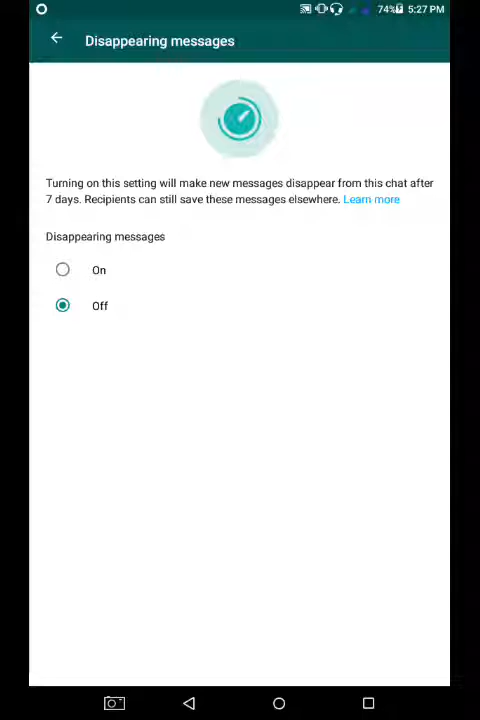 74% 5:27 PM
Disappearing messages
Turning on this setting will make new messages disappear from this chat after
7 days. Recipients can still save these messages elsewhere. Learn more
Disappearing messages
On
Off